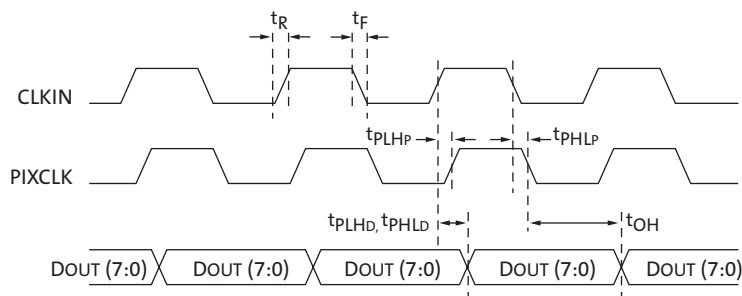 tR tF
CLKIN
tPLHP tPHLP
PIXCLK
tPLHD, tPHLD tOH
DOUT (7:0) DOUT (7:0) DOUT (7:0) DOUT (7:0) DOUT (7:0)